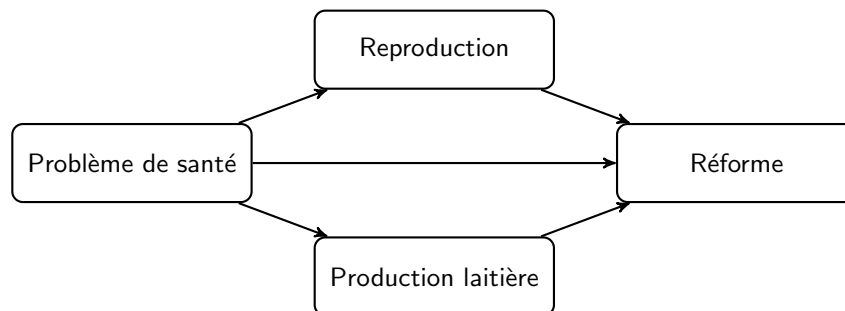 Reproduction
Problème de santé
Réforme
Production laitière